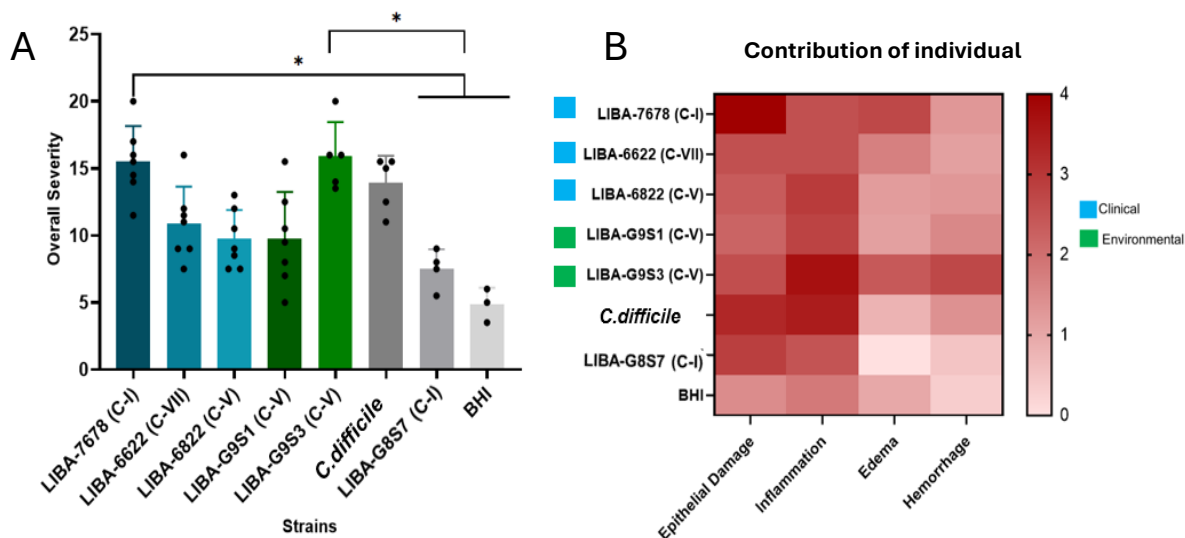 A
*
*
25
20
15
10
5
0
Overall Severity
LIBA-7678 (C-I)
LIBA-6622 (C-VII)
LIBA-6822 (C-V)
LIBA-G9S1 (C-V)
LIBA-G9S3 (C-V)
C.difficile
LIBA-G8S7 (C-I)
BHI
Strains
B
Contribution of individual
LIBA-7678 (C-I)
LIBA-6622 (C-VII)
LIBA-6822 (C-V)
LIBA-G9S1 (C-V)
LIBA-G9S3 (C-V)
C.difficile
LIBA-G8S7 (C-I)
BHI
Epithelial Damage
Inflammation
Edema
Hemorrhage
4
3
2
1
0
Clinical
Environmental